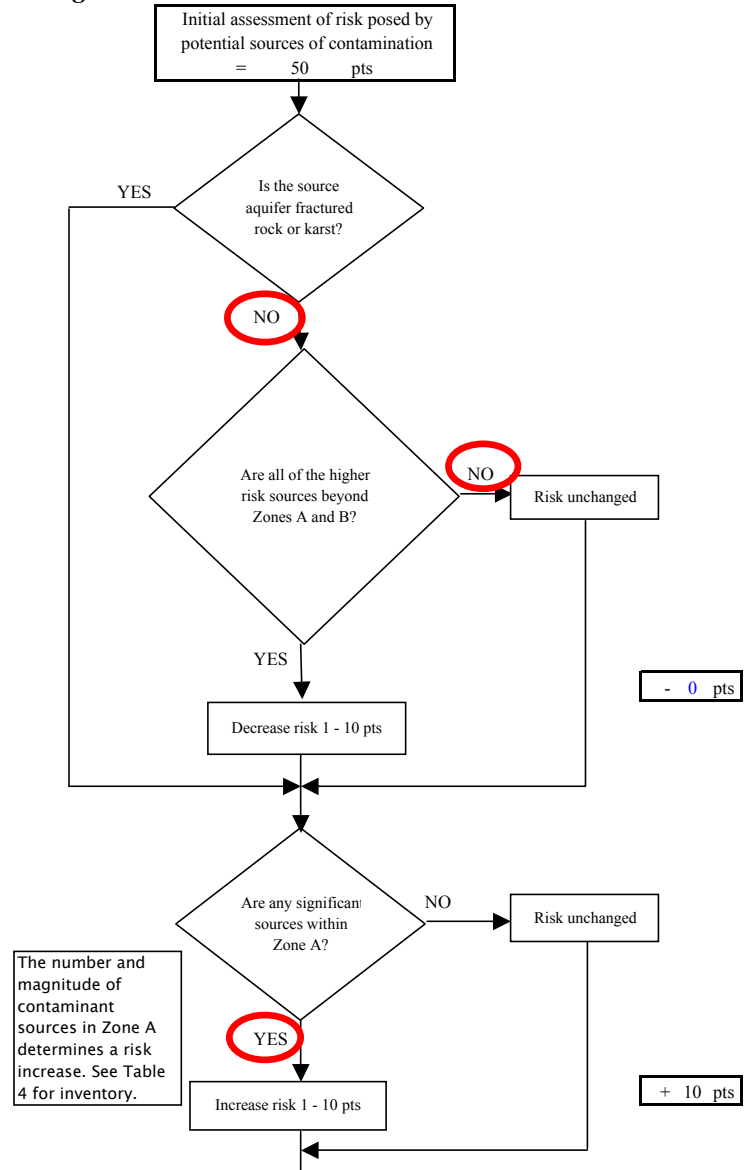 Initial assessment of risk posed by
potential sources of contamination
= 50 pts
YES
Is the source
aquifer fractured
rock or karst?
NO
Are all of the higher
risk sources beyond
Zones A and B?
NO
Risk unchanged
YES
- 0 pts
Decrease risk 1 - 10 pts
Are any significant
sources within
Zone A?
NO
Risk unchanged
The number and
magnitude of
contaminant
sources in Zone A
determines a risk
increase. See Table
4 for inventory.
YES
+ 10 pts
Increase risk 1 - 10 pts